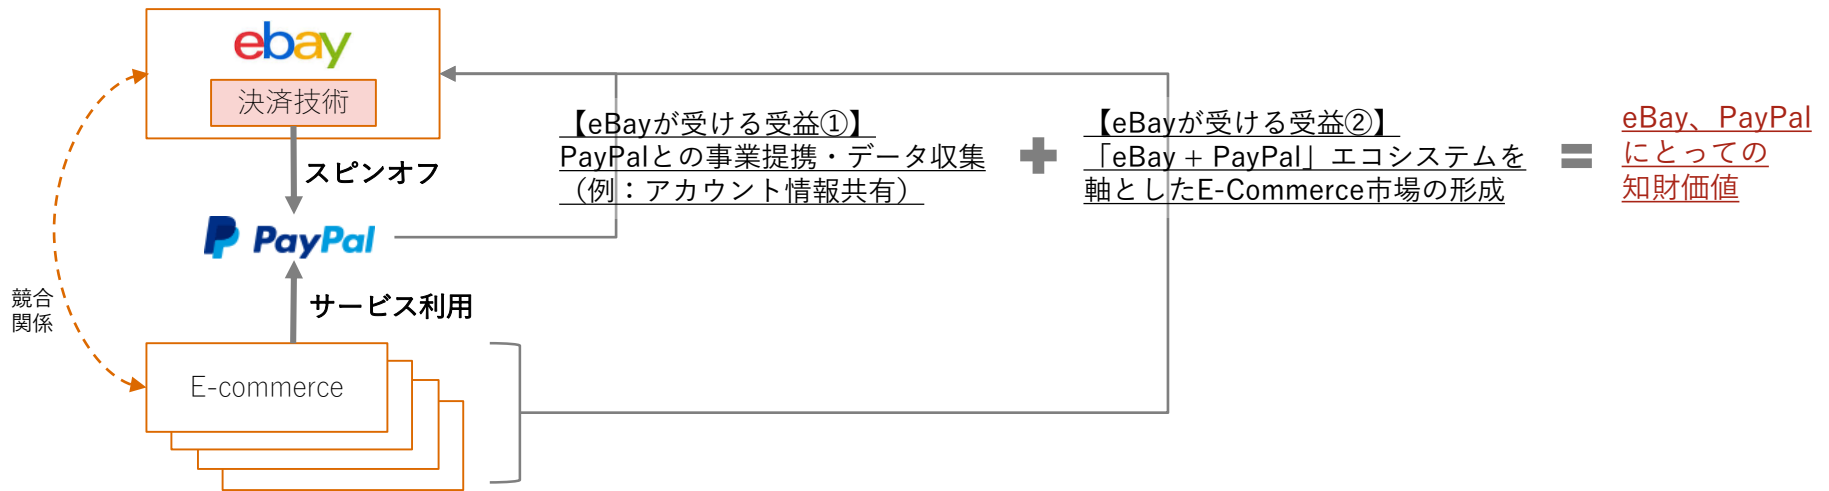 ebay
決済技術
スピンオフ
PayPal
サービス利用
競合
関係
E-commerce
【eBayが受ける受益①】
PayPalとの事業提携・データ収集
（例：アカウント情報共有）
【eBayが受ける受益②】
「eBay + PayPal」エコシステムを
軸としたE-Commerce市場の形成
eBay、PayPal
にとっての
知財価値